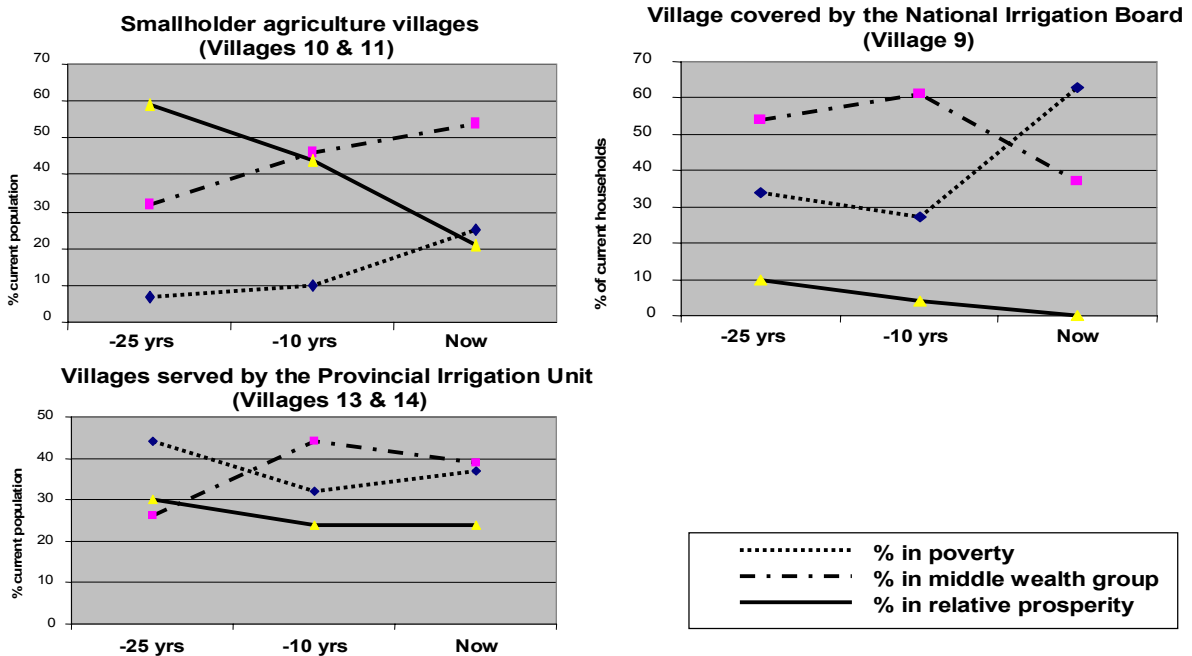 Smallholder agriculture villages
(Villages 10 & 11)
% current population
70
60
50
40
30
20
10
0
-25 yrs
-10 yrs
Now
Village covered by the National Irrigation Board
(Village 9)
% of current households
70
60
50
40
30
20
10
0
-25 yrs
-10 yrs
Now
Villages served by the Provincial Irrigation Unit
(Villages 13 & 14)
% current population
50
40
30
20
10
0
-25 yrs
-10 yrs
Now
% in poverty
% in middle wealth group
% in relative prosperity